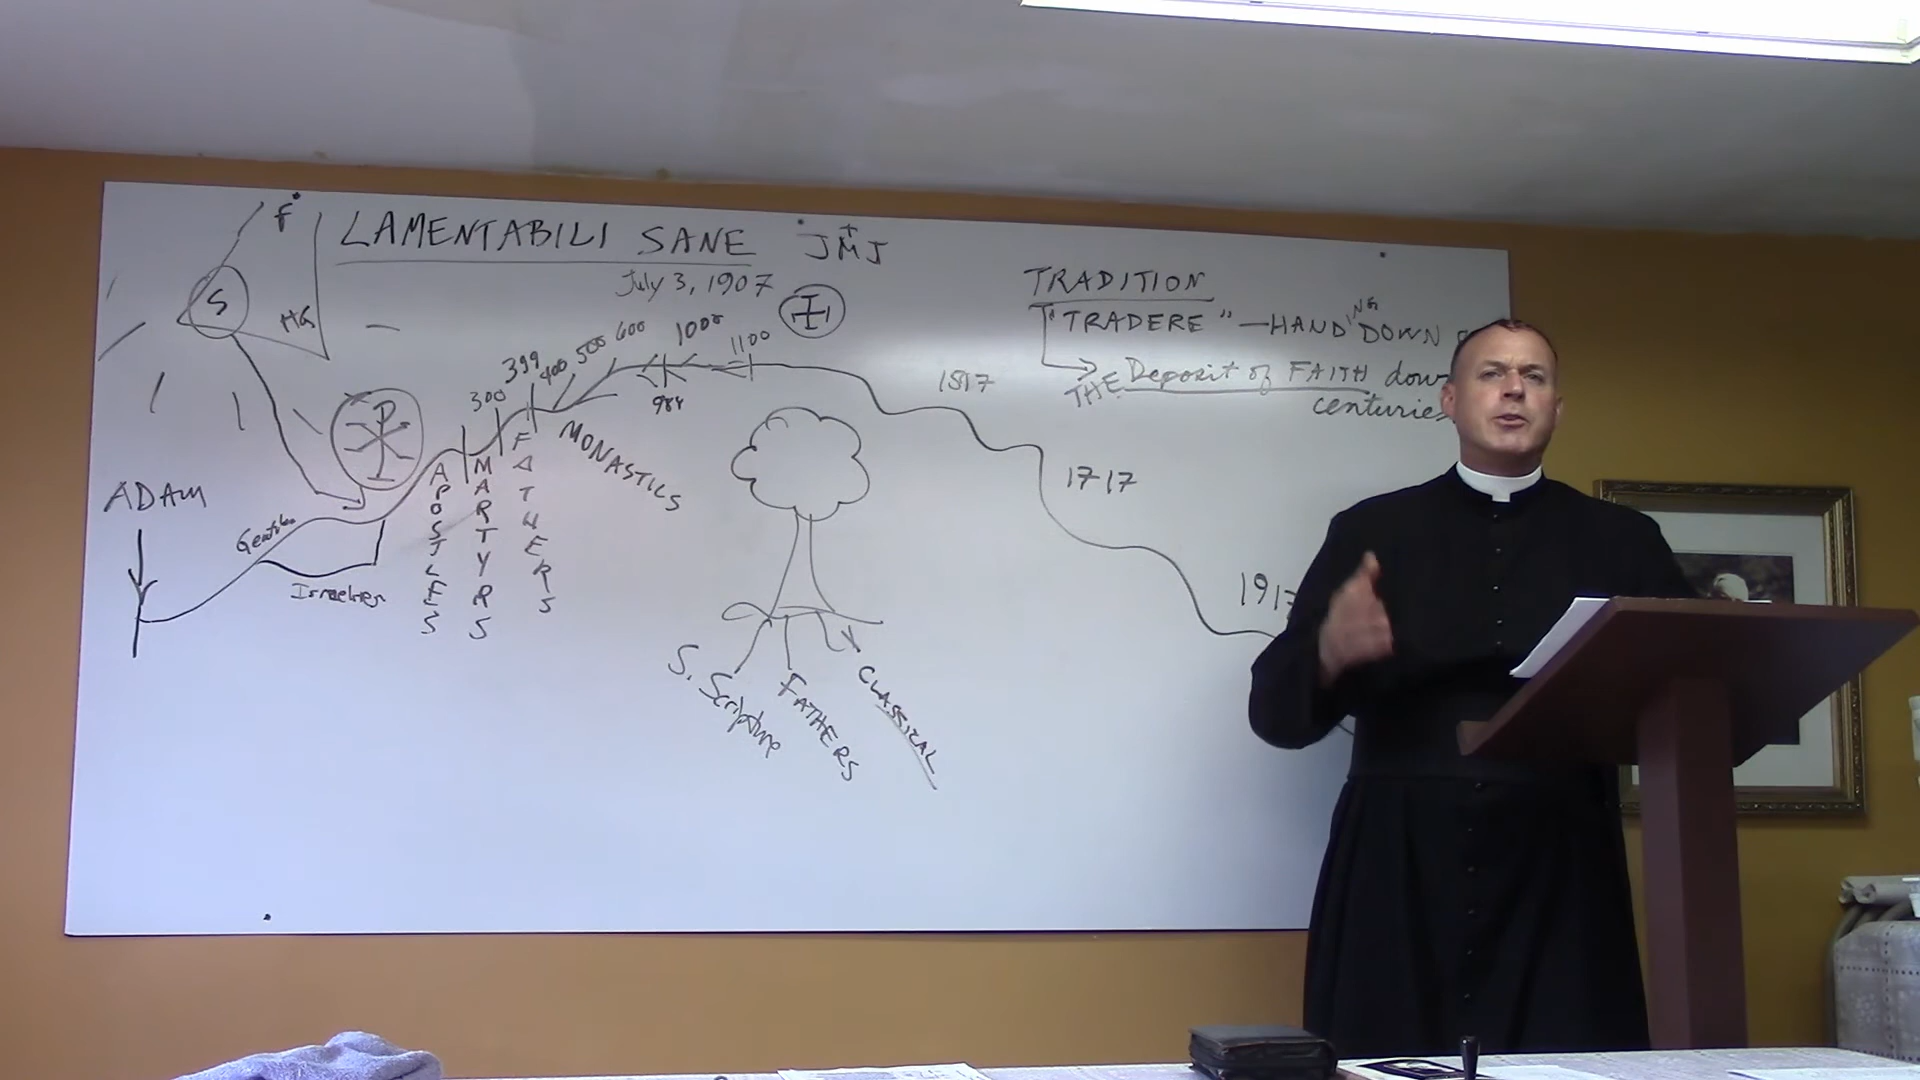 F
S
HG
LAMENTABILI SANE JMJ
July 3, 1907
TRADITION
"TRADERE" — HANDING DOWN
THE Deposit of FAITH down
centuries
ADAM
Gentiles
Israelites
P
APOSTLES
MARTYRS
FATHERS
MONASTICS
300
399
400
500
600
984
1000
1100
1517
1717
1917
S. Scripture
FATHERS
CLASSICAL